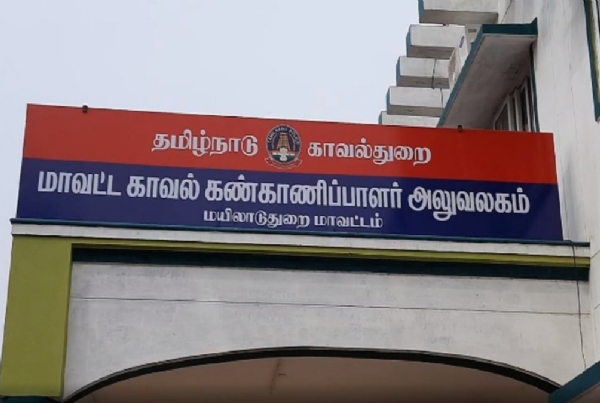 தமிழ்நாடு காவல்துறை
மாவட்ட காவல் கண்காணிப்பாளர் அலுவலகம்
மயிலாடுதுறை மாவட்டம்